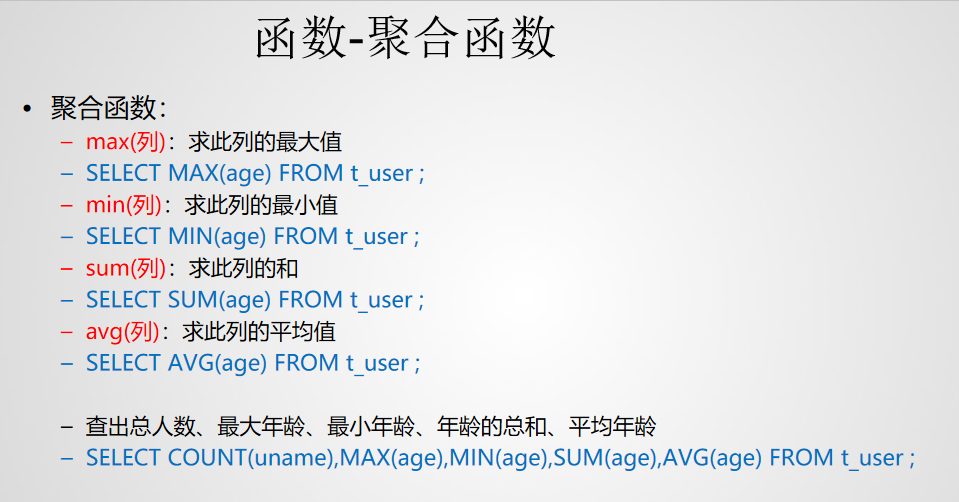 函数-聚合函数
• 聚合函数：
– max(列)：求此列的最大值
– SELECT MAX(age) FROM t_user ;
– min(列)：求此列的最小值
– SELECT MIN(age) FROM t_user ;
– sum(列)：求此列的和
– SELECT SUM(age) FROM t_user ;
– avg(列)：求此列的平均值
– SELECT AVG(age) FROM t_user ;
– 查出总人数、最大年龄、最小年龄、年龄的总和、平均年龄
– SELECT COUNT(uname),MAX(age),MIN(age),SUM(age),AVG(age) FROM t_user ;